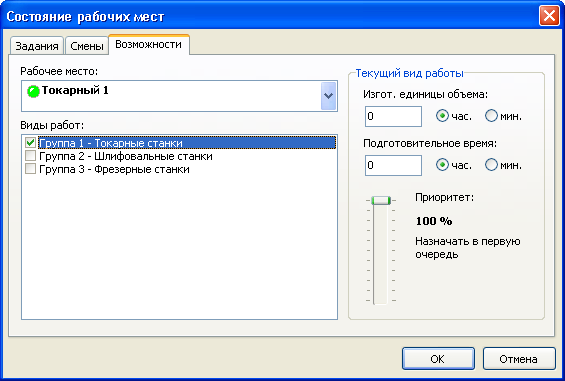 Состояние рабочих мест
Задания Смены Возможности
Рабочее место:
Токарный 1
Виды работ:
Группа 1 - Токарные станки
Группа 2 - Шлифовальные станки
Группа 3 - Фрезерные станки
Текущий вид работы
Изгот. единицы объема:
0 час. мин.
Подготовительное время:
0 час. мин.
Приоритет:
100 %
Назначать в первую
очередь
OK Отмена